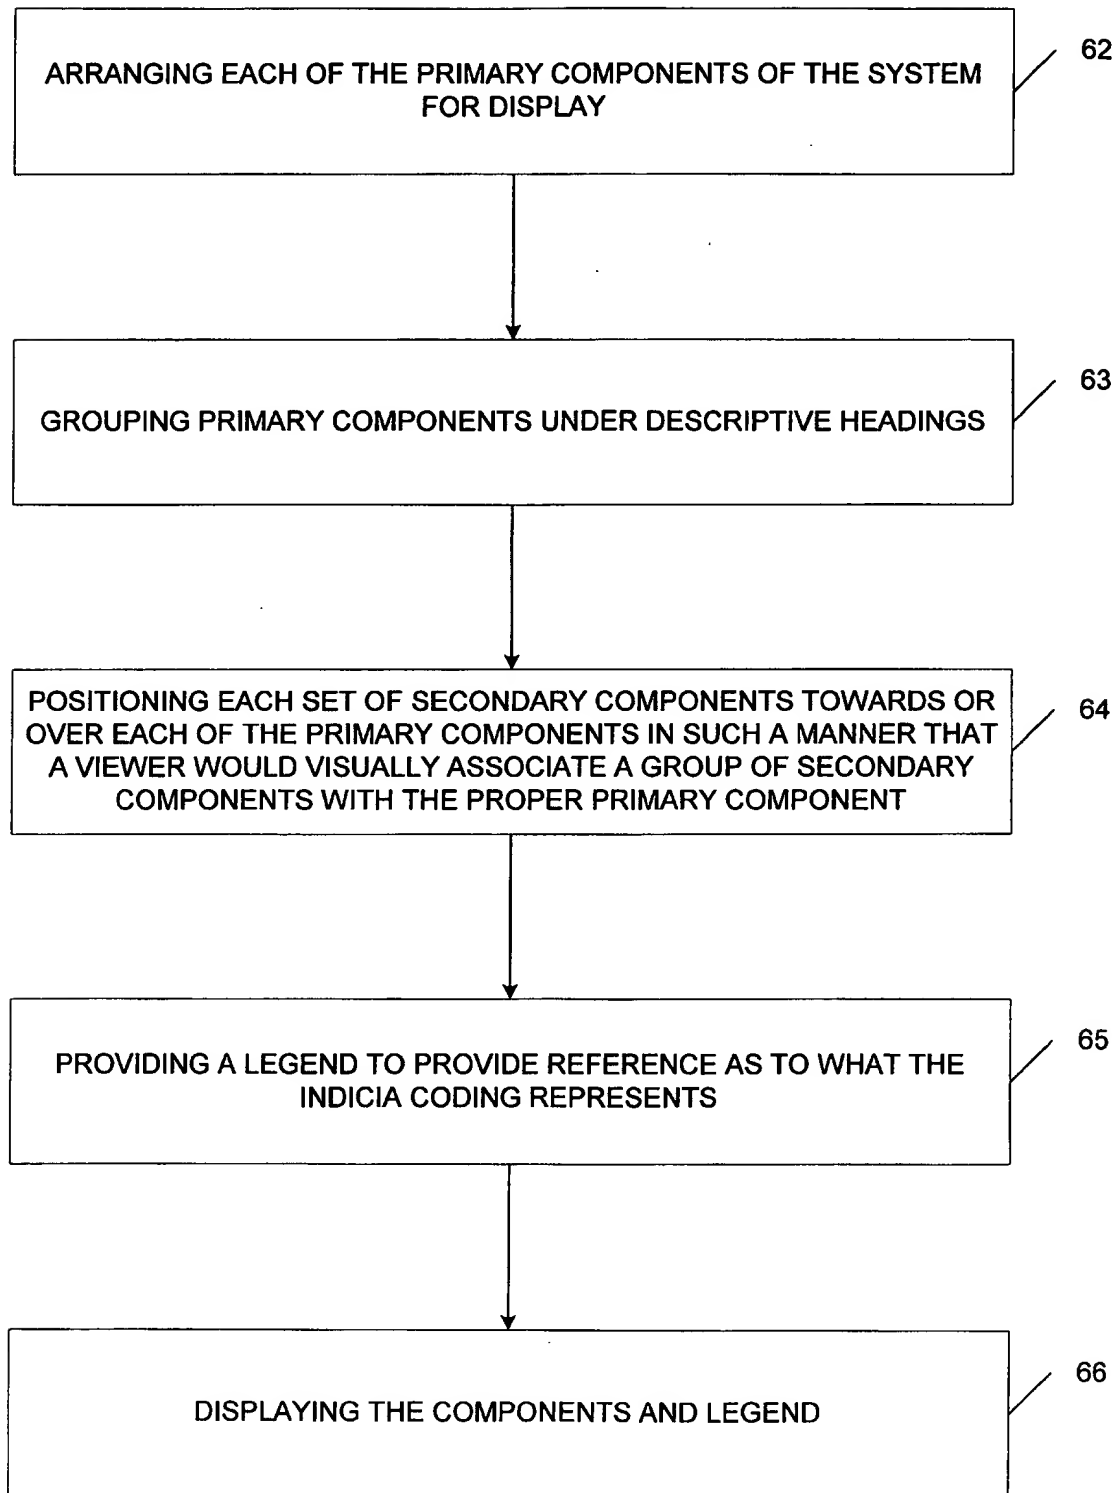 62
ARRANGING EACH OF THE PRIMARY COMPONENTS OF THE SYSTEM
FOR DISPLAY
63
GROUPING PRIMARY COMPONENTS UNDER DESCRIPTIVE HEADINGS
64
POSITIONING EACH SET OF SECONDARY COMPONENTS TOWARDS OR
OVER EACH OF THE PRIMARY COMPONENTS IN SUCH A MANNER THAT
A VIEWER WOULD VISUALLY ASSOCIATE A GROUP OF SECONDARY
COMPONENTS WITH THE PROPER PRIMARY COMPONENT
65
PROVIDING A LEGEND TO PROVIDE REFERENCE AS TO WHAT THE
INDICIA CODING REPRESENTS
66
DISPLAYING THE COMPONENTS AND LEGEND